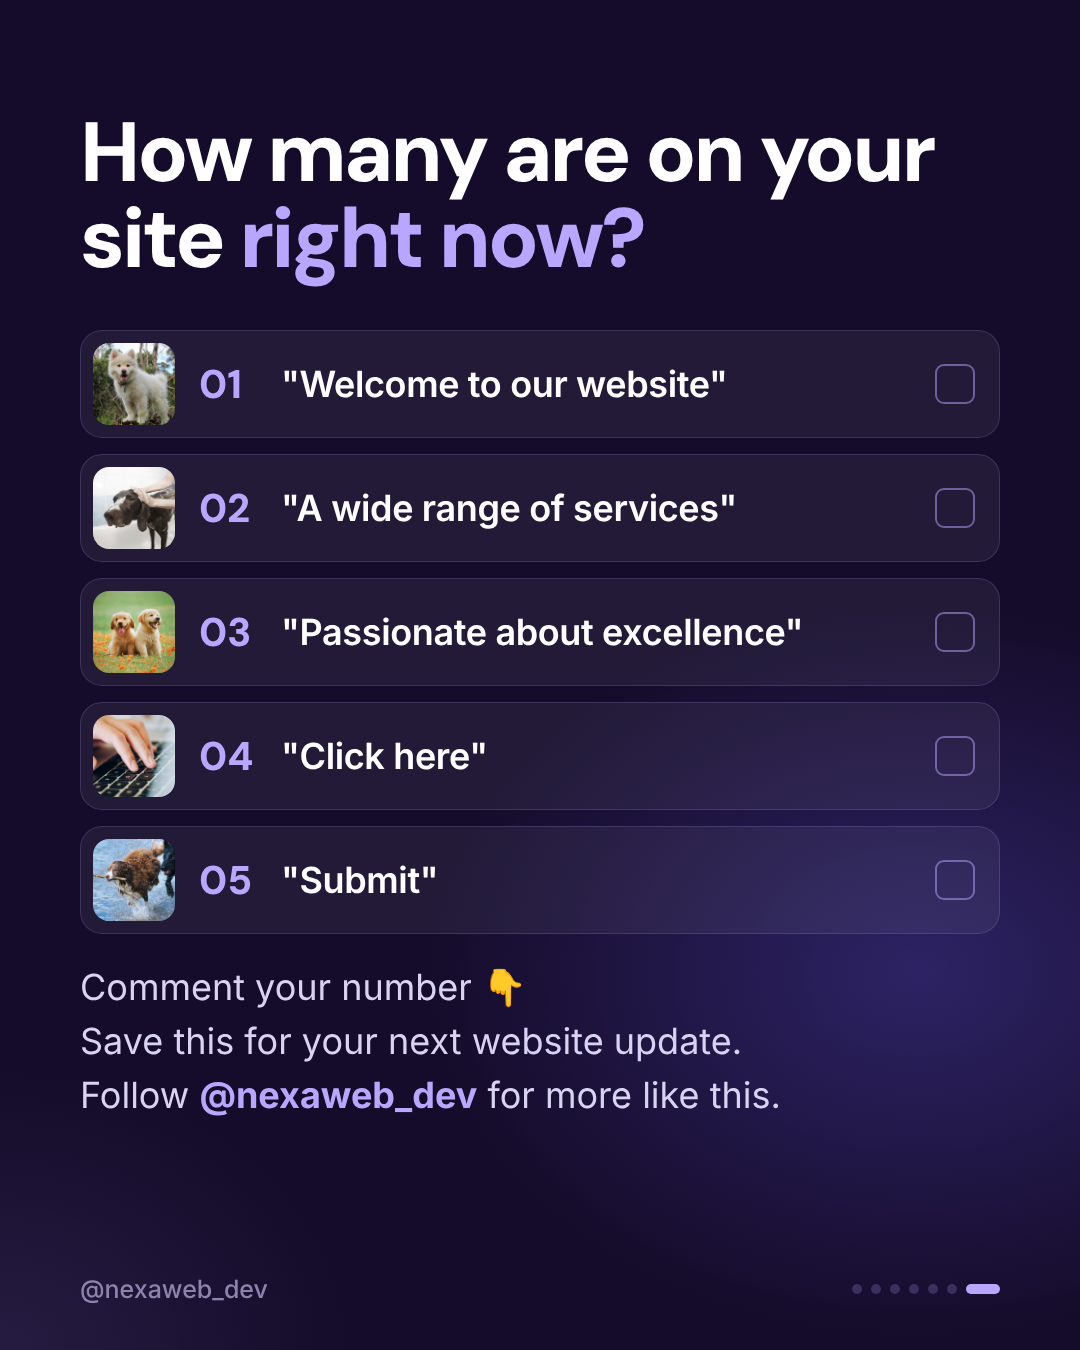 How many are on your
site right now?
01 "Welcome to our website"
02 "A wide range of services"
03 "Passionate about excellence"
04 "Click here"
05 "Submit"
Comment your number 👇
Save this for your next website update.
Follow @nexaweb_dev for more like this.
@nexaweb_dev